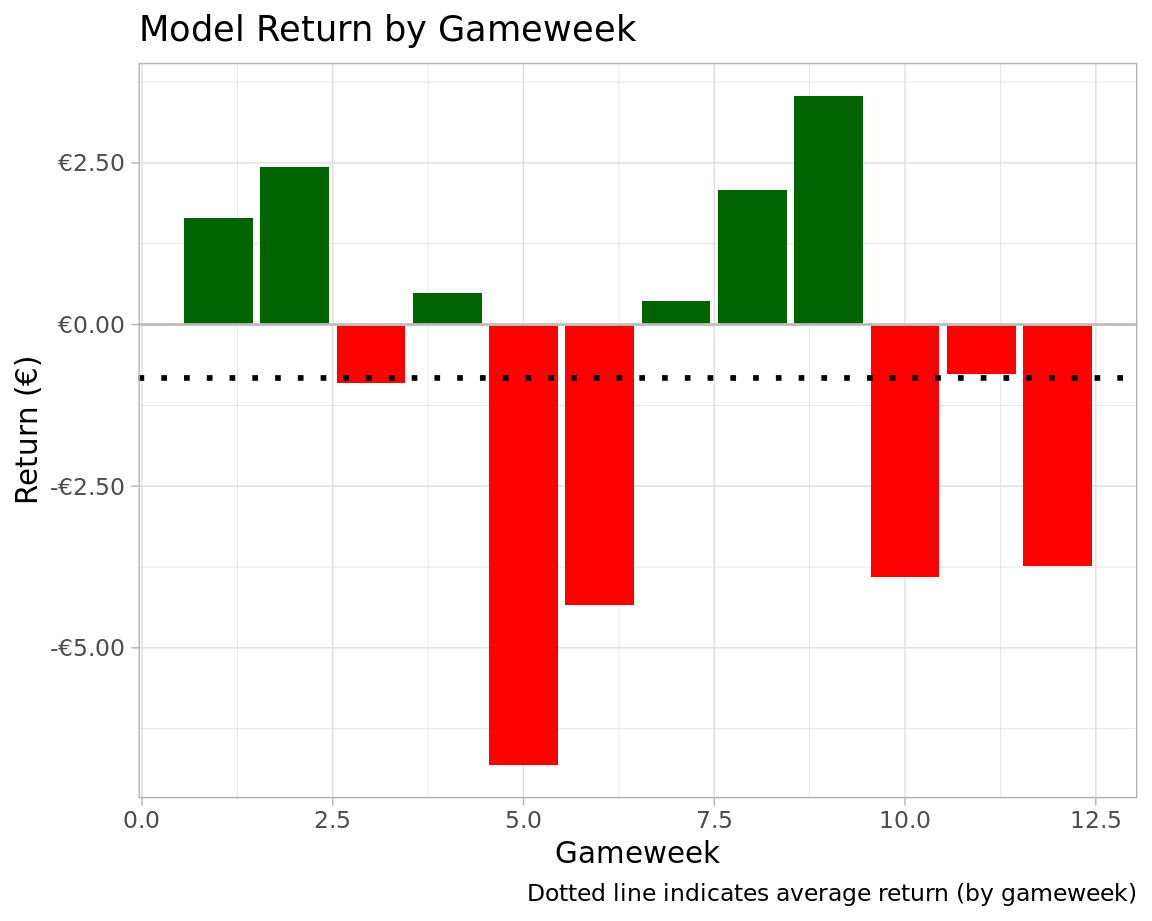 Model Return by Gameweek
€2.50
€0.00
-€2.50
-€5.00
Return (€)
0.0 2.5 5.0 7.5 10.0 12.5
Gameweek
Dotted line indicates average return (by gameweek)